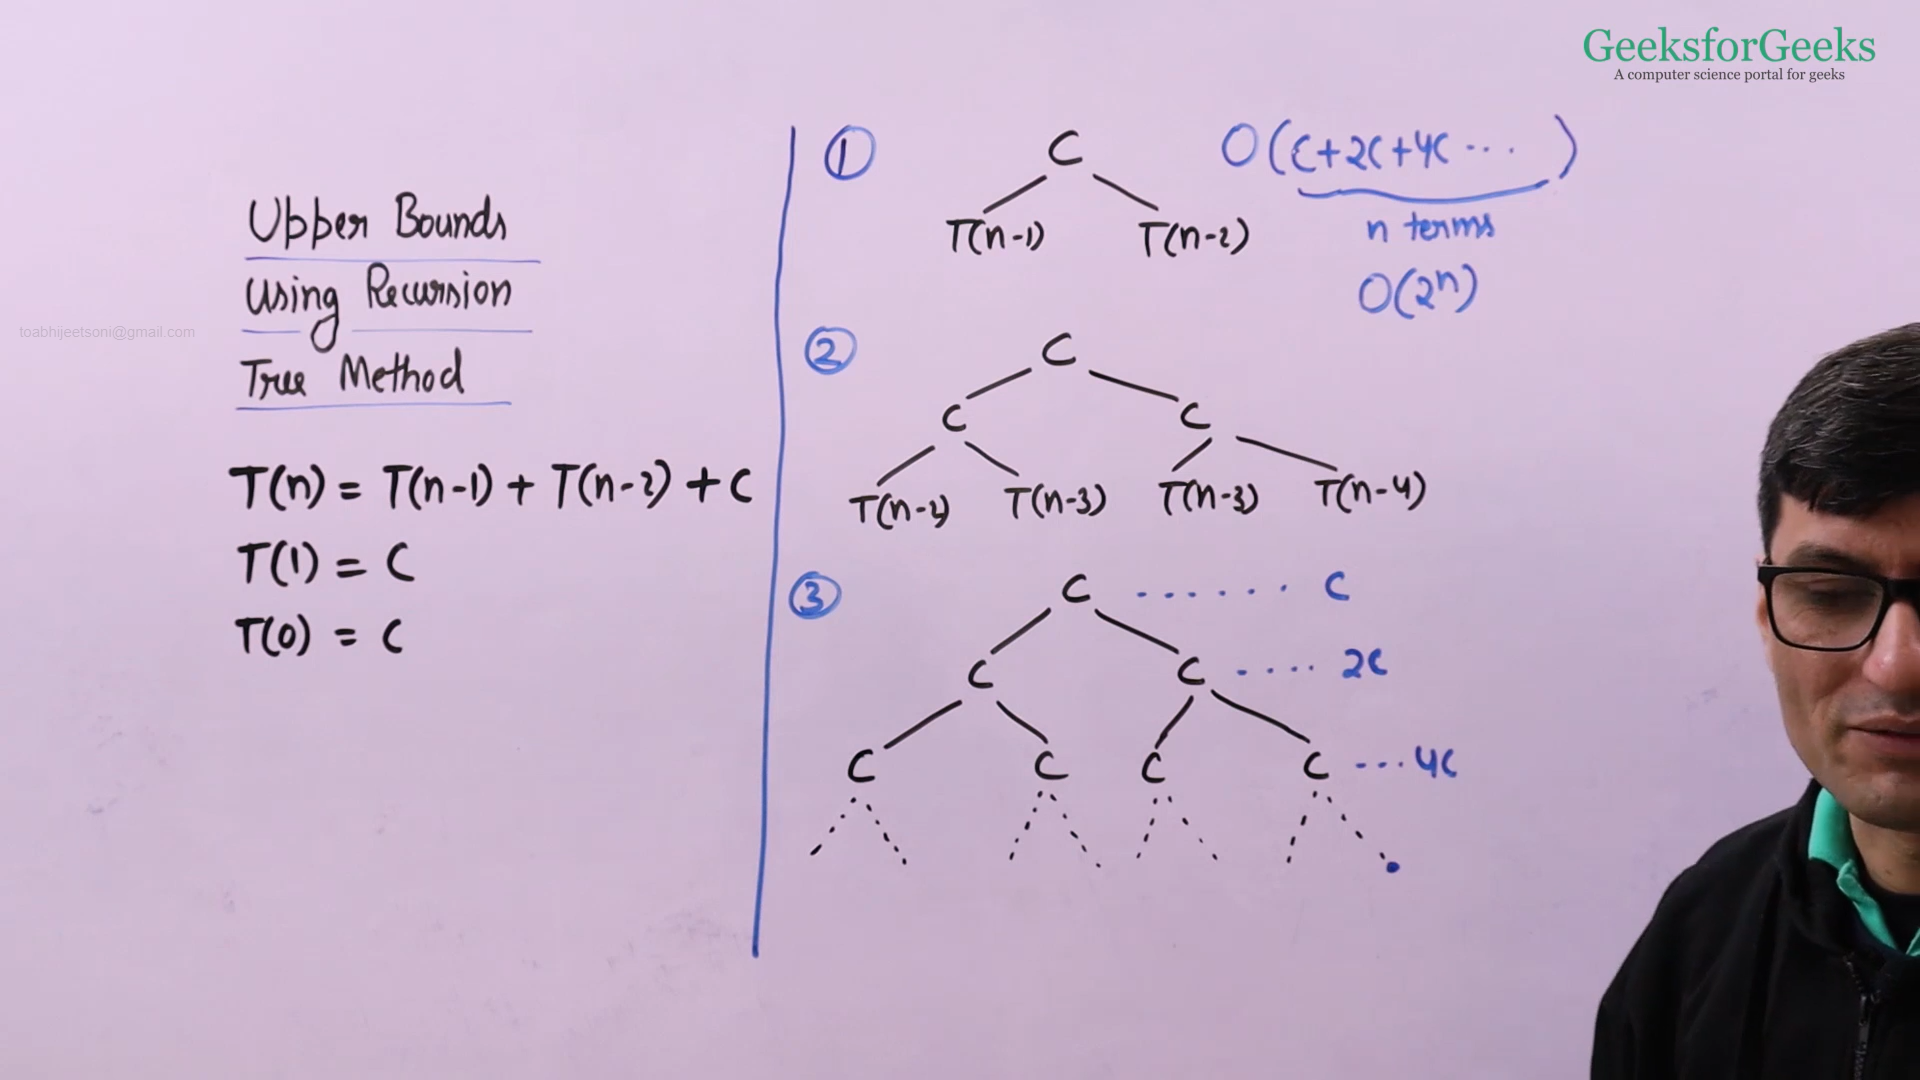 GeeksforGeeks
A computer science portal for geeks
toabhijeetsoni@gmail.com
Upper Bounds
Using Recursion
Tree Method
T(n) = T(n-1) + T(n-2) + C
T(1) = C
T(0) = C
①
C
T(n-1) T(n-2)
O(C+2C+4C ... )
n terms
O(2ⁿ)
②
C
C C
T(n-2) T(n-3) T(n-3) T(n-4)
③
C ...... C
C C .... 2C
C C C C ... 4C